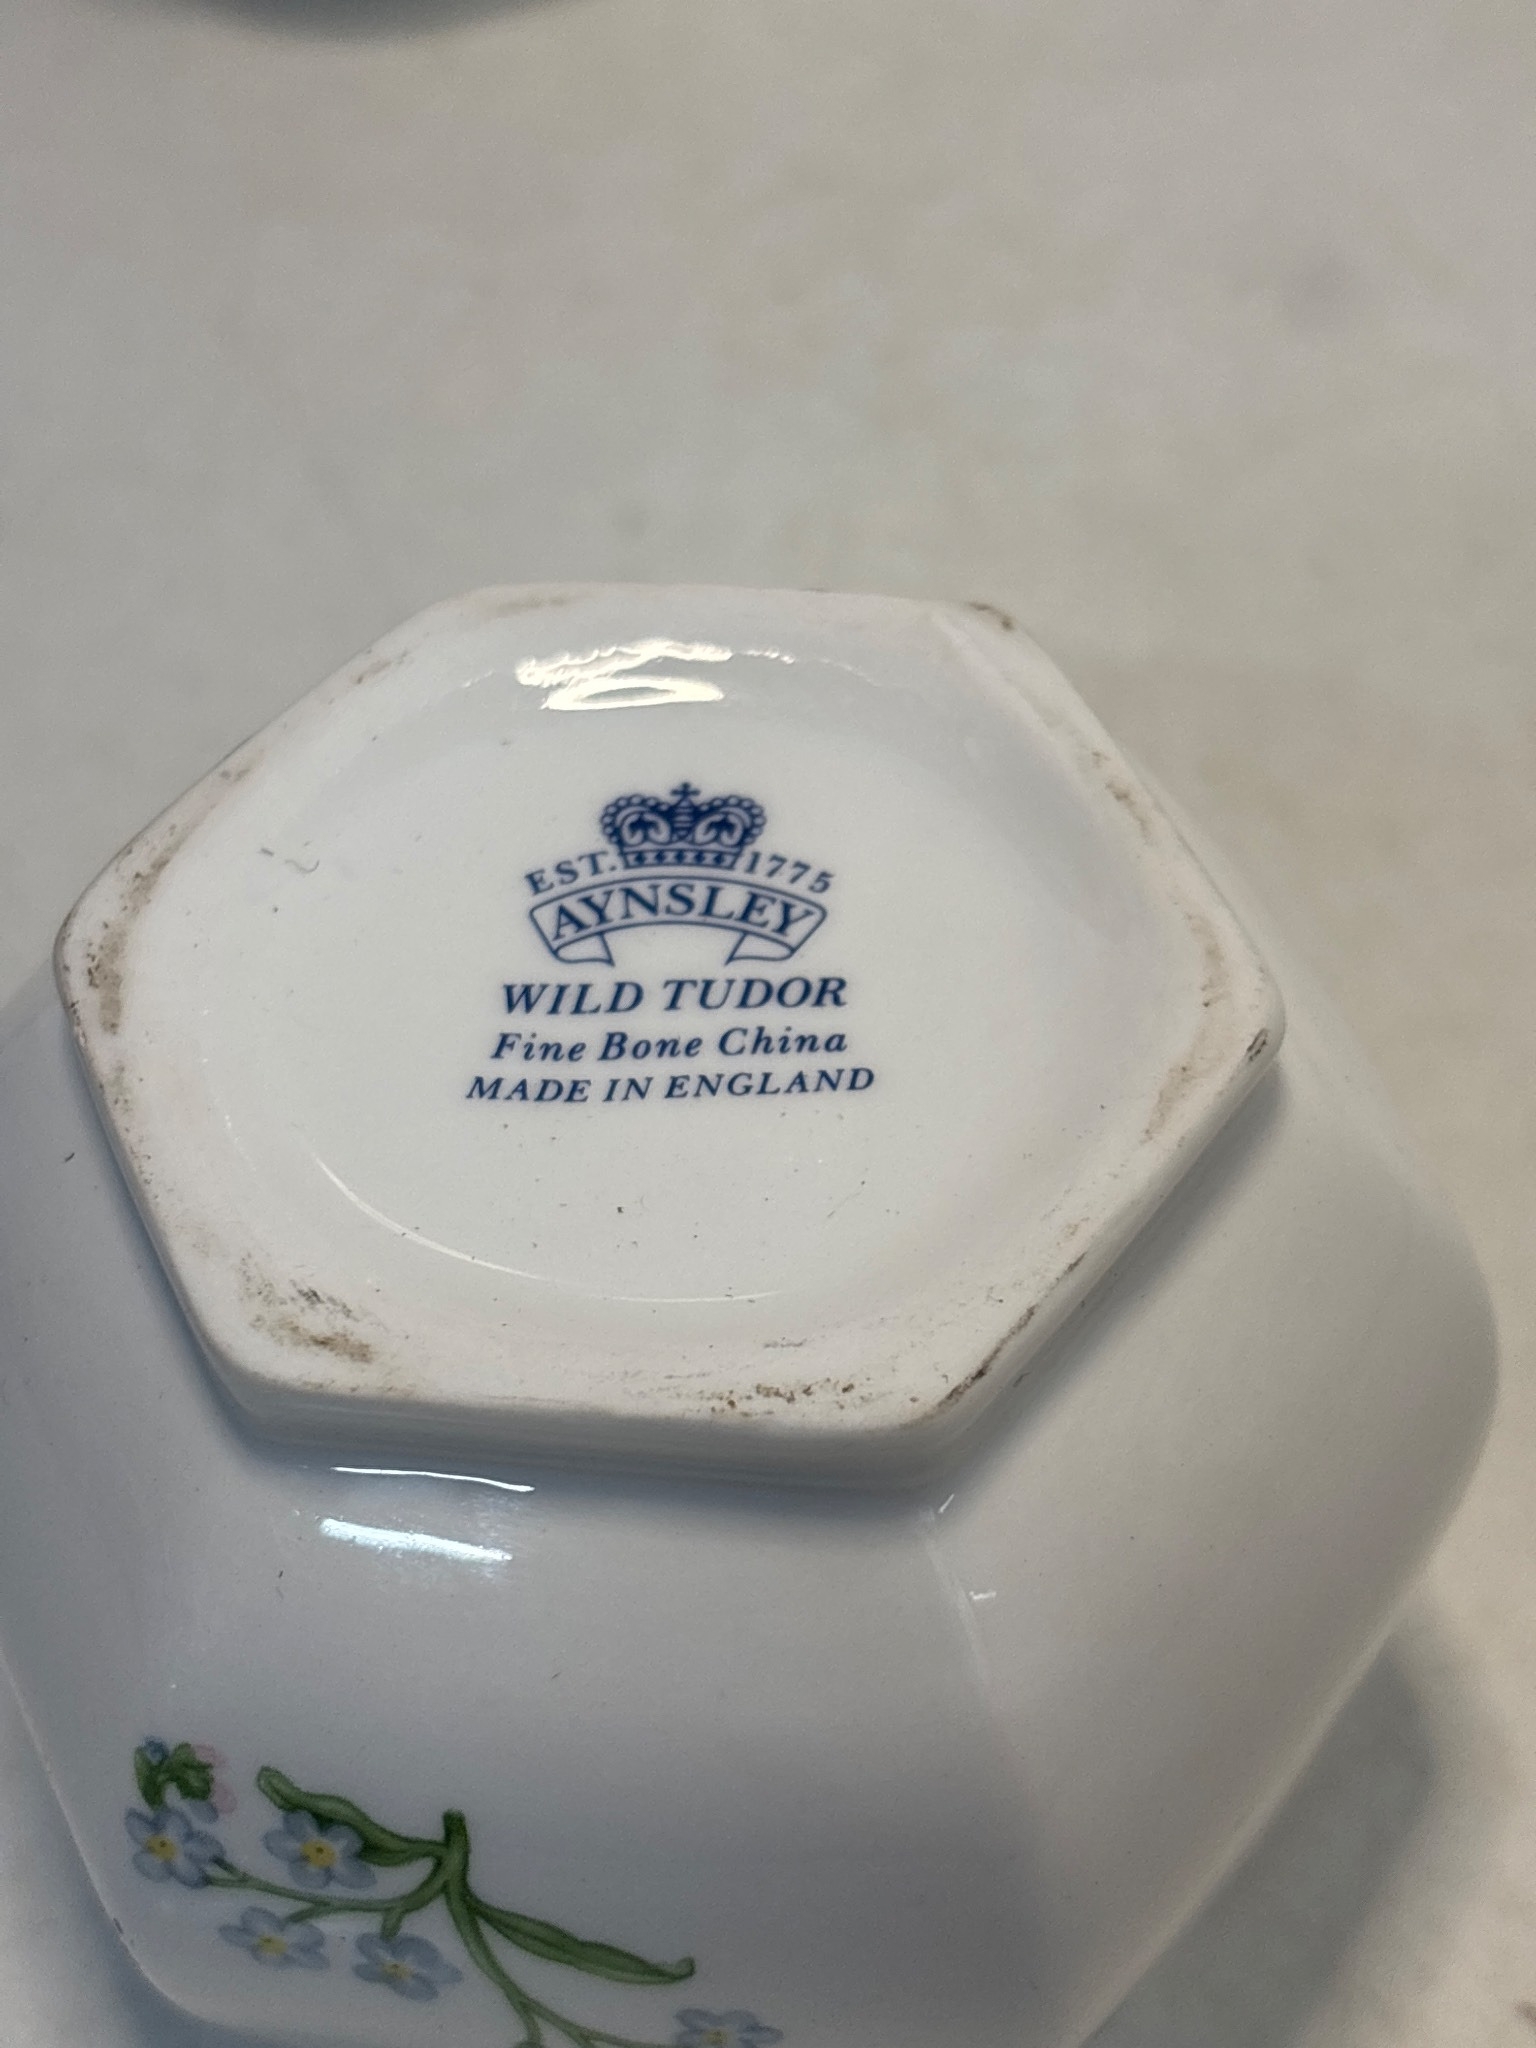 EST. 1775
AYNSLEY
WILD TUDOR
Fine Bone China
MADE IN ENGLAND